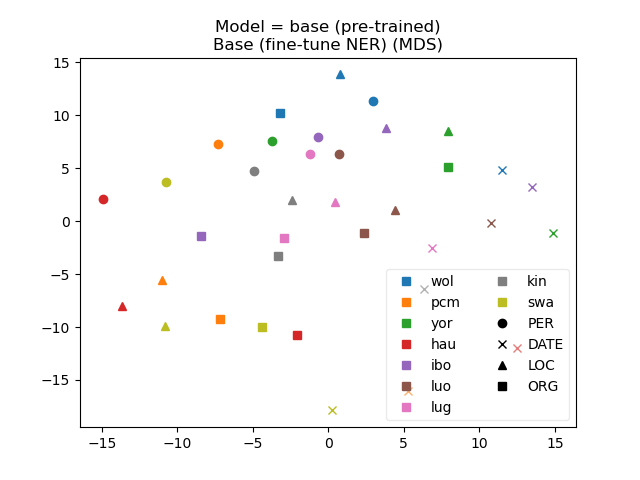 Model = base (pre-trained)
Base (fine-tune NER) (MDS)
15
10
5
0
−5
−10
−15
−15
−10
−5
0
5
10
15
wol
pcm
yor
hau
ibo
luo
lug
kin
swa
PER
DATE
LOC
ORG